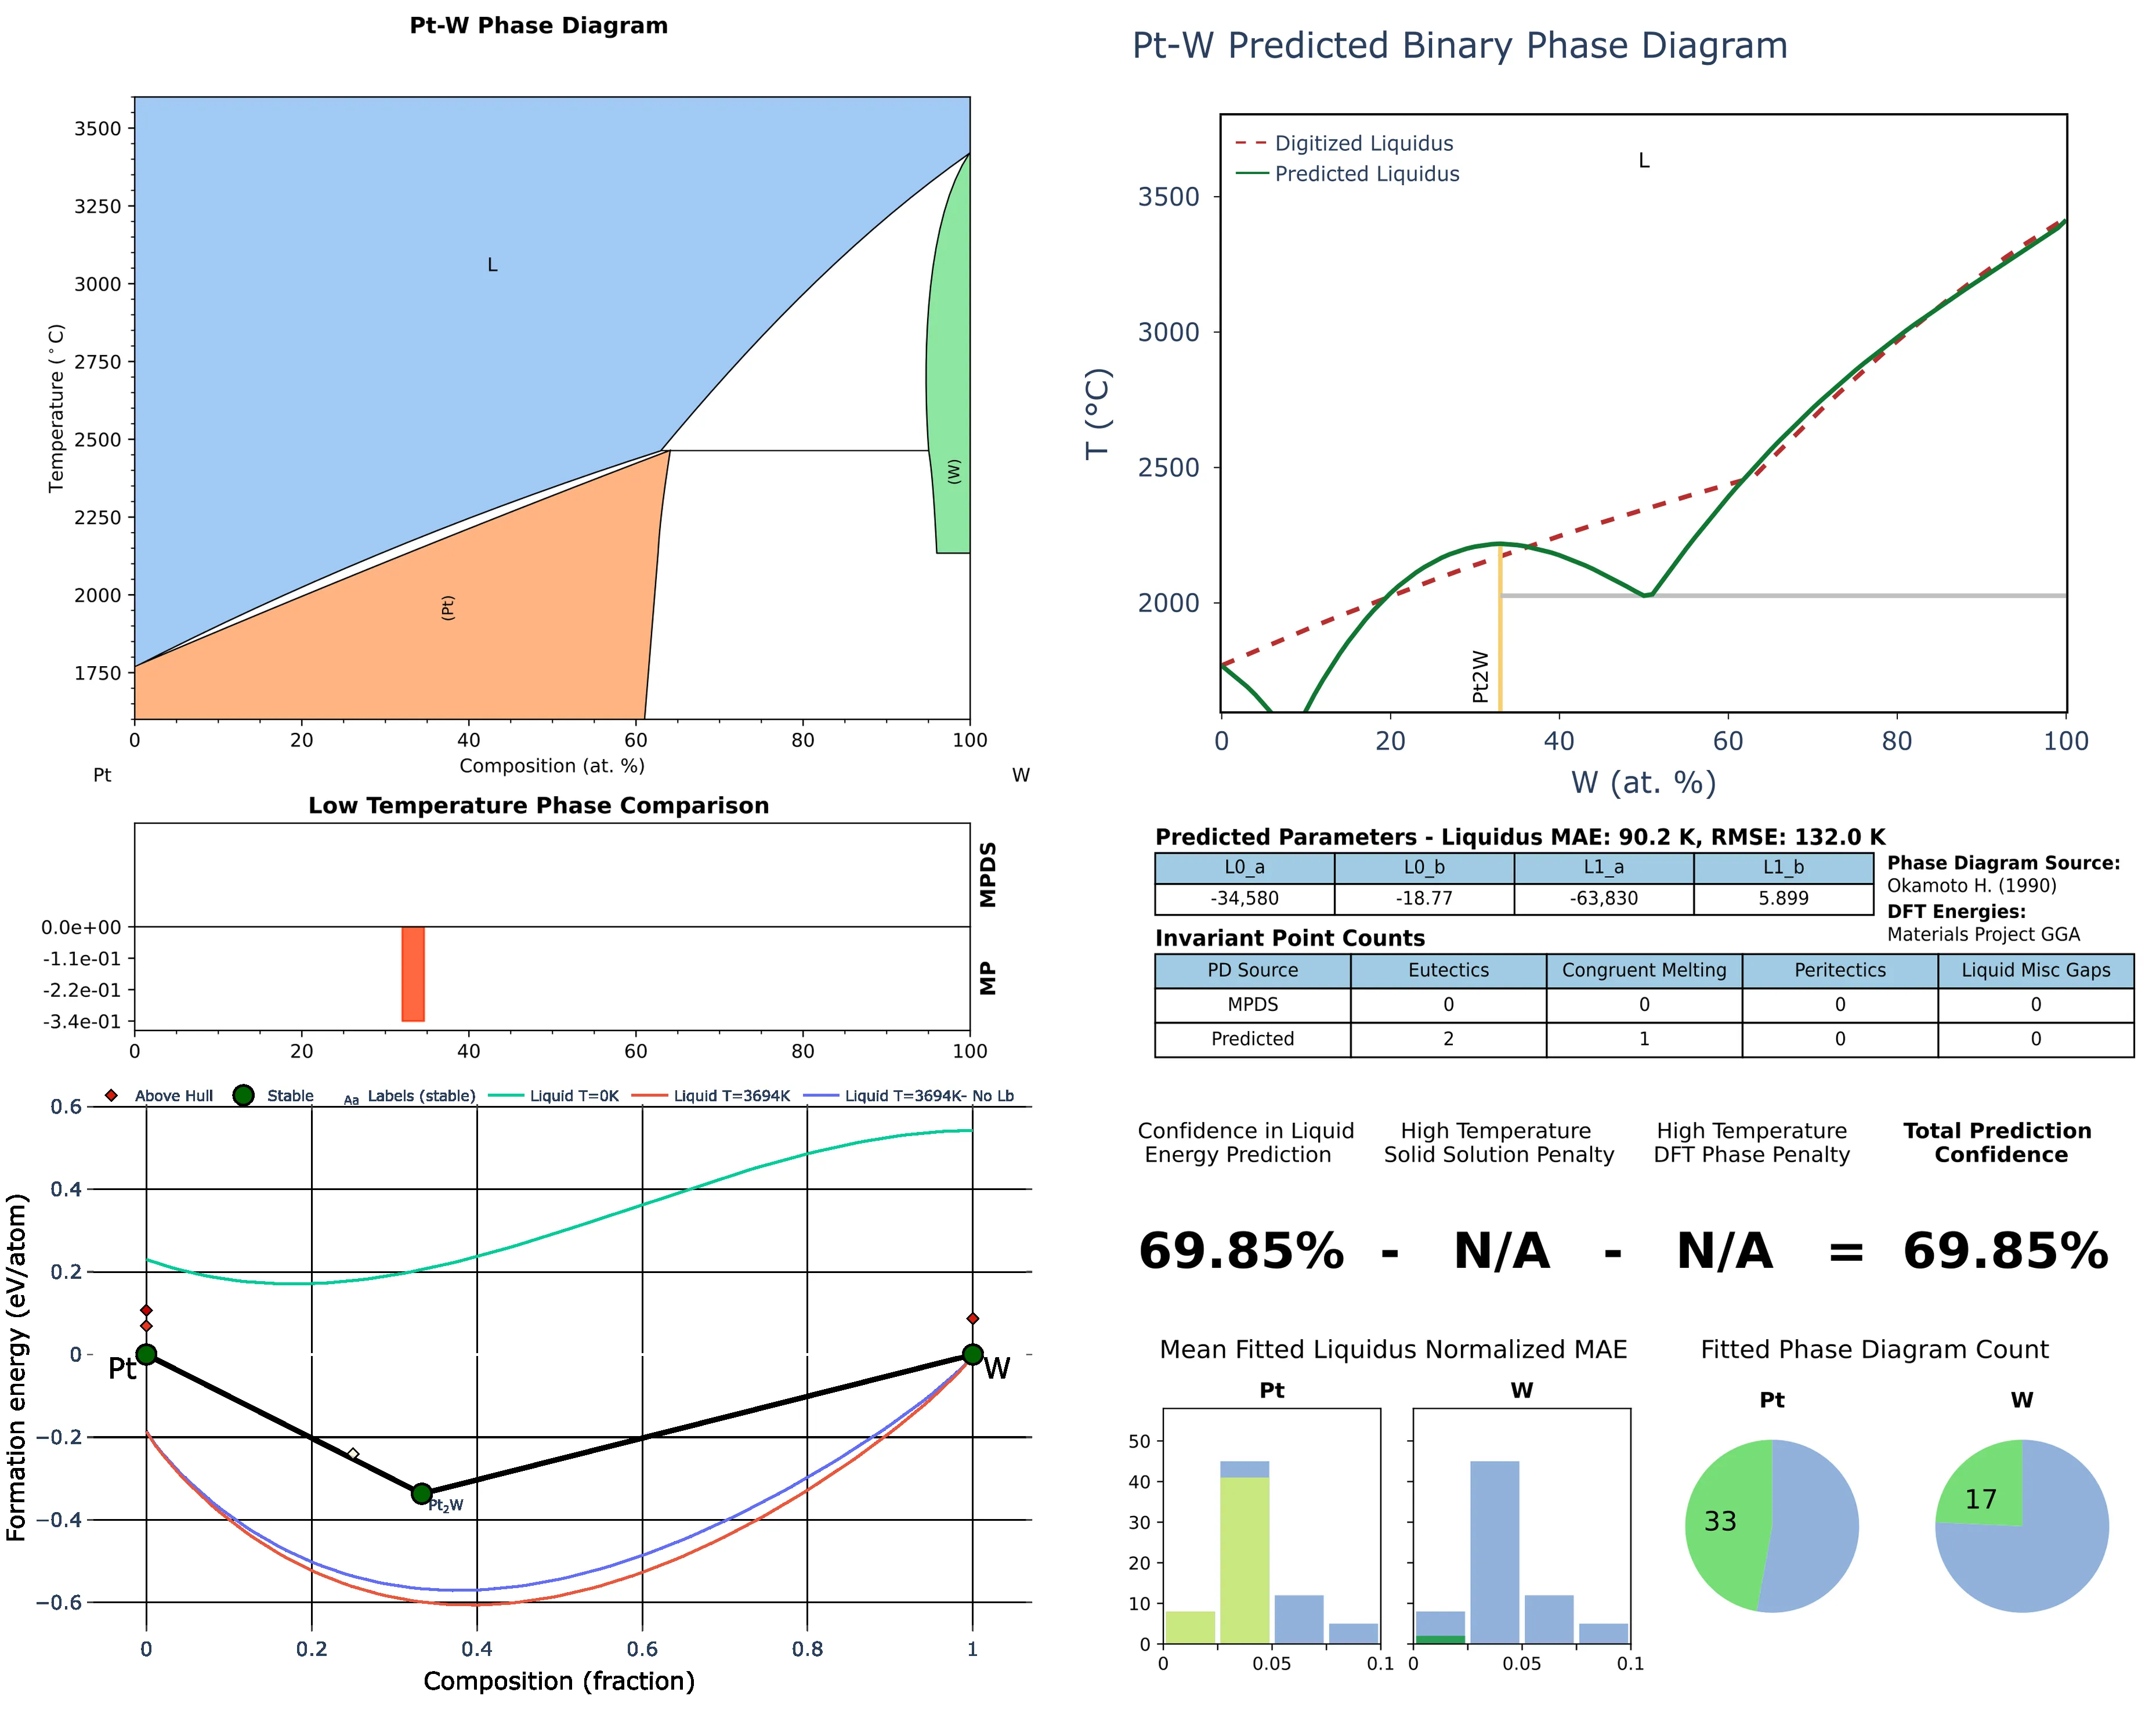 Pt-W Phase Diagram
3500
3250
3000
2750
2500
2250
2000
1750
Temperature (°C)
L
(Pt)
(W)
0 20 40 60 80 100
Composition (at. %)
Pt W
Pt-W Predicted Binary Phase Diagram
Digitized Liquidus
Predicted Liquidus
L
3500
3000
2500
2000
T (°C)
Pt2W
0 20 40 60 80 100
W (at. %)
Low Temperature Phase Comparison
MPDS
MP
0.0e+00
-1.1e-01
-2.2e-01
-3.4e-01
0 20 40 60 80 100
Predicted Parameters - Liquidus MAE: 90.2 K, RMSE: 132.0 K
L0_a L0_b L1_a L1_b
-34,580 -18.77 -63,830 5.899
Phase Diagram Source:
Okamoto H. (1990)
DFT Energies:
Materials Project GGA
Invariant Point Counts
PD Source Eutectics Congruent Melting Peritectics Liquid Misc Gaps
MPDS 0 0 0 0
Predicted 2 1 0 0
Above Hull Stable Aa Labels (stable) Liquid T=0K Liquid T=3694K Liquid T=3694K- No Lb
0.6
0.4
0.2
0
−0.2
−0.4
−0.6
Formation energy (eV/atom)
Pt
W
Pt₂W
0 0.2 0.4 0.6 0.8 1
Composition (fraction)
Confidence in Liquid
Energy Prediction
High Temperature
Solid Solution Penalty
High Temperature
DFT Phase Penalty
Total Prediction
Confidence
69.85% - N/A - N/A = 69.85%
Mean Fitted Liquidus Normalized MAE
Pt W
50
40
30
20
10
0
0 0.05 0.1
0 0.05 0.1
Fitted Phase Diagram Count
Pt W
33
17